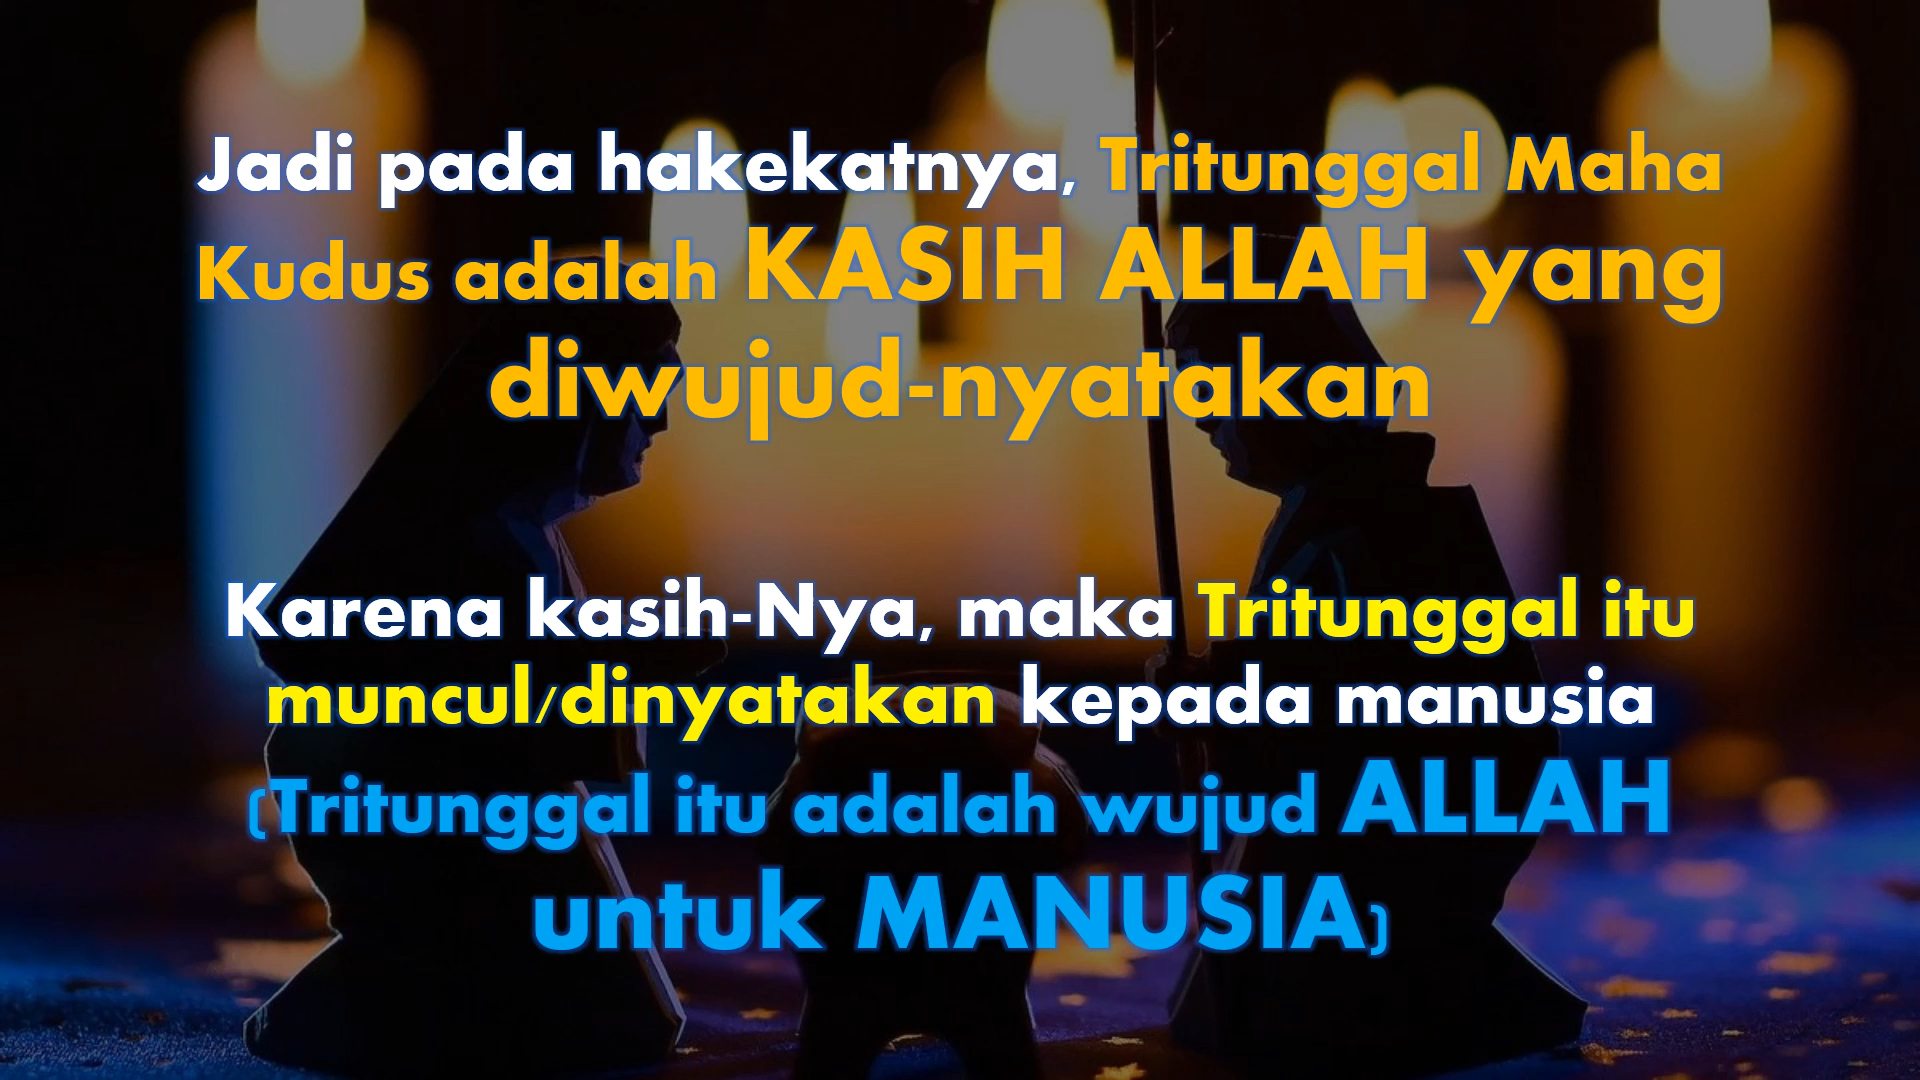 Jadi pada hakekatnya, Tritunggal Maha
Kudus adalah KASIH ALLAH yang
diwujud-nyatakan
Karena kasih-Nya, maka Tritunggal itu
muncul/dinyatakan kepada manusia
(Tritunggal itu adalah wujud ALLAH
untuk MANUSIA)